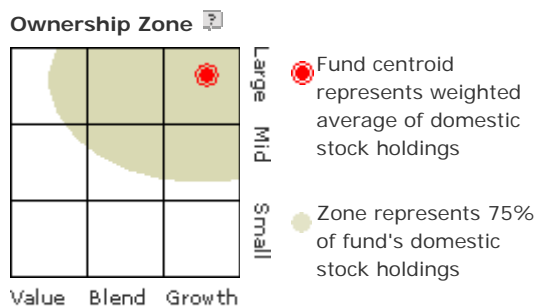 Ownership Zone ?
Large
Mid
Small
Value Blend Growth
Fund centroid
represents weighted
average of domestic
stock holdings
Zone represents 75%
of fund's domestic
stock holdings